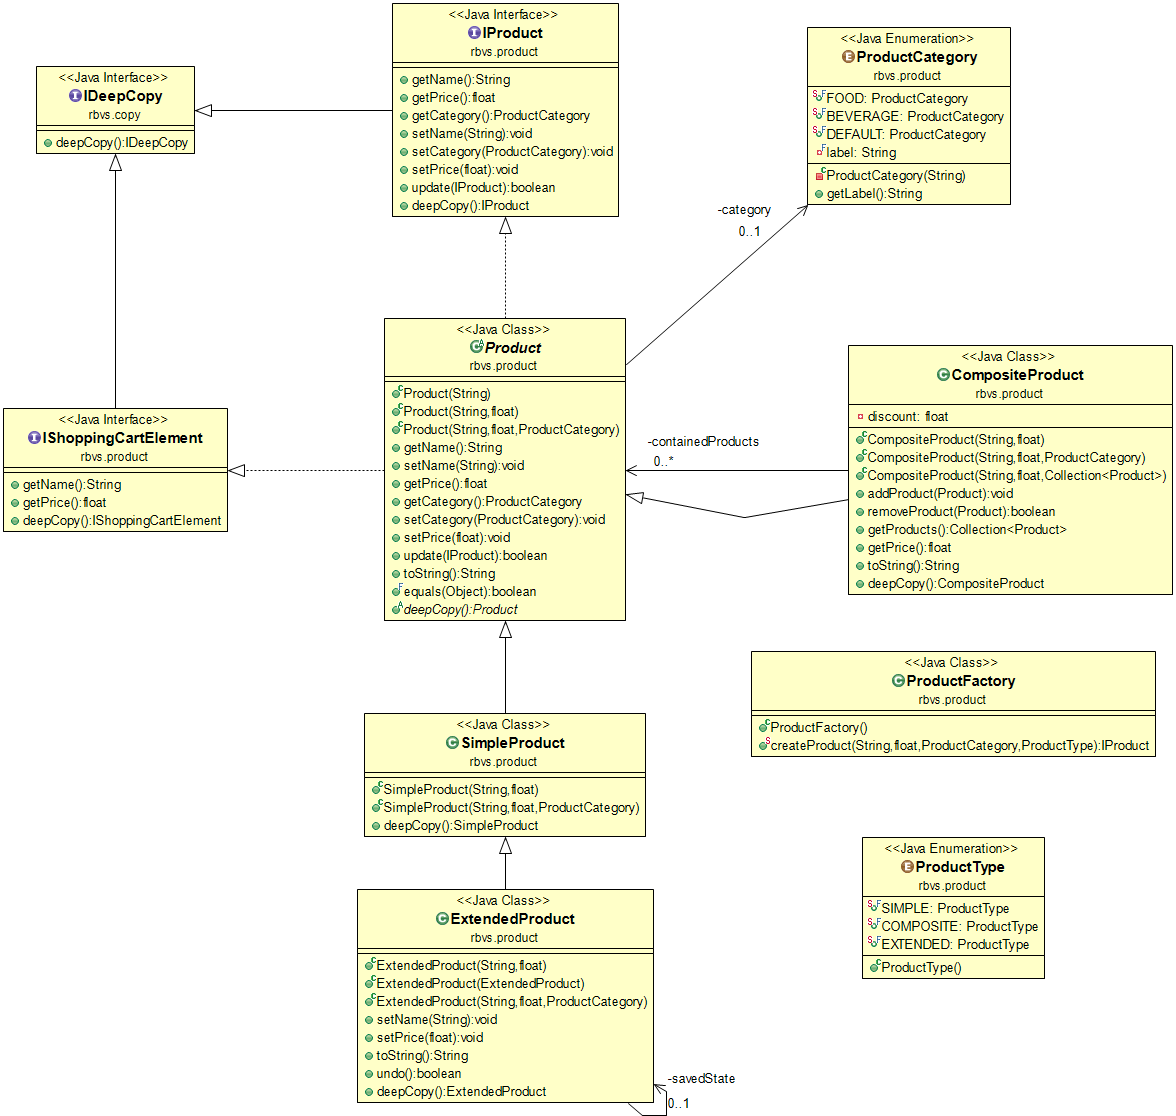 <<Java Interface>>
IProduct
rbvs.product
getName():String
getPrice():float
getCategory():ProductCategory
setName(String):void
setCategory(ProductCategory):void
setPrice(float):void
update(IProduct):boolean
deepCopy():IProduct
<<Java Enumeration>>
ProductCategory
rbvs.product
FOOD: ProductCategory
BEVERAGE: ProductCategory
DEFAULT: ProductCategory
label: String
ProductCategory(String)
getLabel():String
<<Java Interface>>
IDeepCopy
rbvs.copy
deepCopy():IDeepCopy
-category
0..1
<<Java Class>>
Product
rbvs.product
Product(String)
Product(String,float)
Product(String,float,ProductCategory)
getName():String
setName(String):void
getPrice():float
getCategory():ProductCategory
setCategory(ProductCategory):void
setPrice(float):void
update(IProduct):boolean
toString():String
equals(Object):boolean
deepCopy():Product
<<Java Class>>
CompositeProduct
rbvs.product
discount: float
CompositeProduct(String,float)
CompositeProduct(String,float,ProductCategory)
CompositeProduct(String,float,Collection<Product>)
addProduct(Product):void
removeProduct(Product):boolean
getProducts():Collection<Product>
getPrice():float
toString():String
deepCopy():CompositeProduct
-containedProducts
0..*
<<Java Interface>>
IShoppingCartElement
rbvs.product
getName():String
getPrice():float
deepCopy():IShoppingCartElement
<<Java Class>>
ProductFactory
rbvs.product
ProductFactory()
createProduct(String,float,ProductCategory,ProductType):IProduct
<<Java Class>>
SimpleProduct
rbvs.product
SimpleProduct(String,float)
SimpleProduct(String,float,ProductCategory)
deepCopy():SimpleProduct
<<Java Enumeration>>
ProductType
rbvs.product
SIMPLE: ProductType
COMPOSITE: ProductType
EXTENDED: ProductType
ProductType()
<<Java Class>>
ExtendedProduct
rbvs.product
ExtendedProduct(String,float)
ExtendedProduct(ExtendedProduct)
ExtendedProduct(String,float,ProductCategory)
setName(String):void
setPrice(float):void
toString():String
undo():boolean
deepCopy():ExtendedProduct
-savedState
0..1